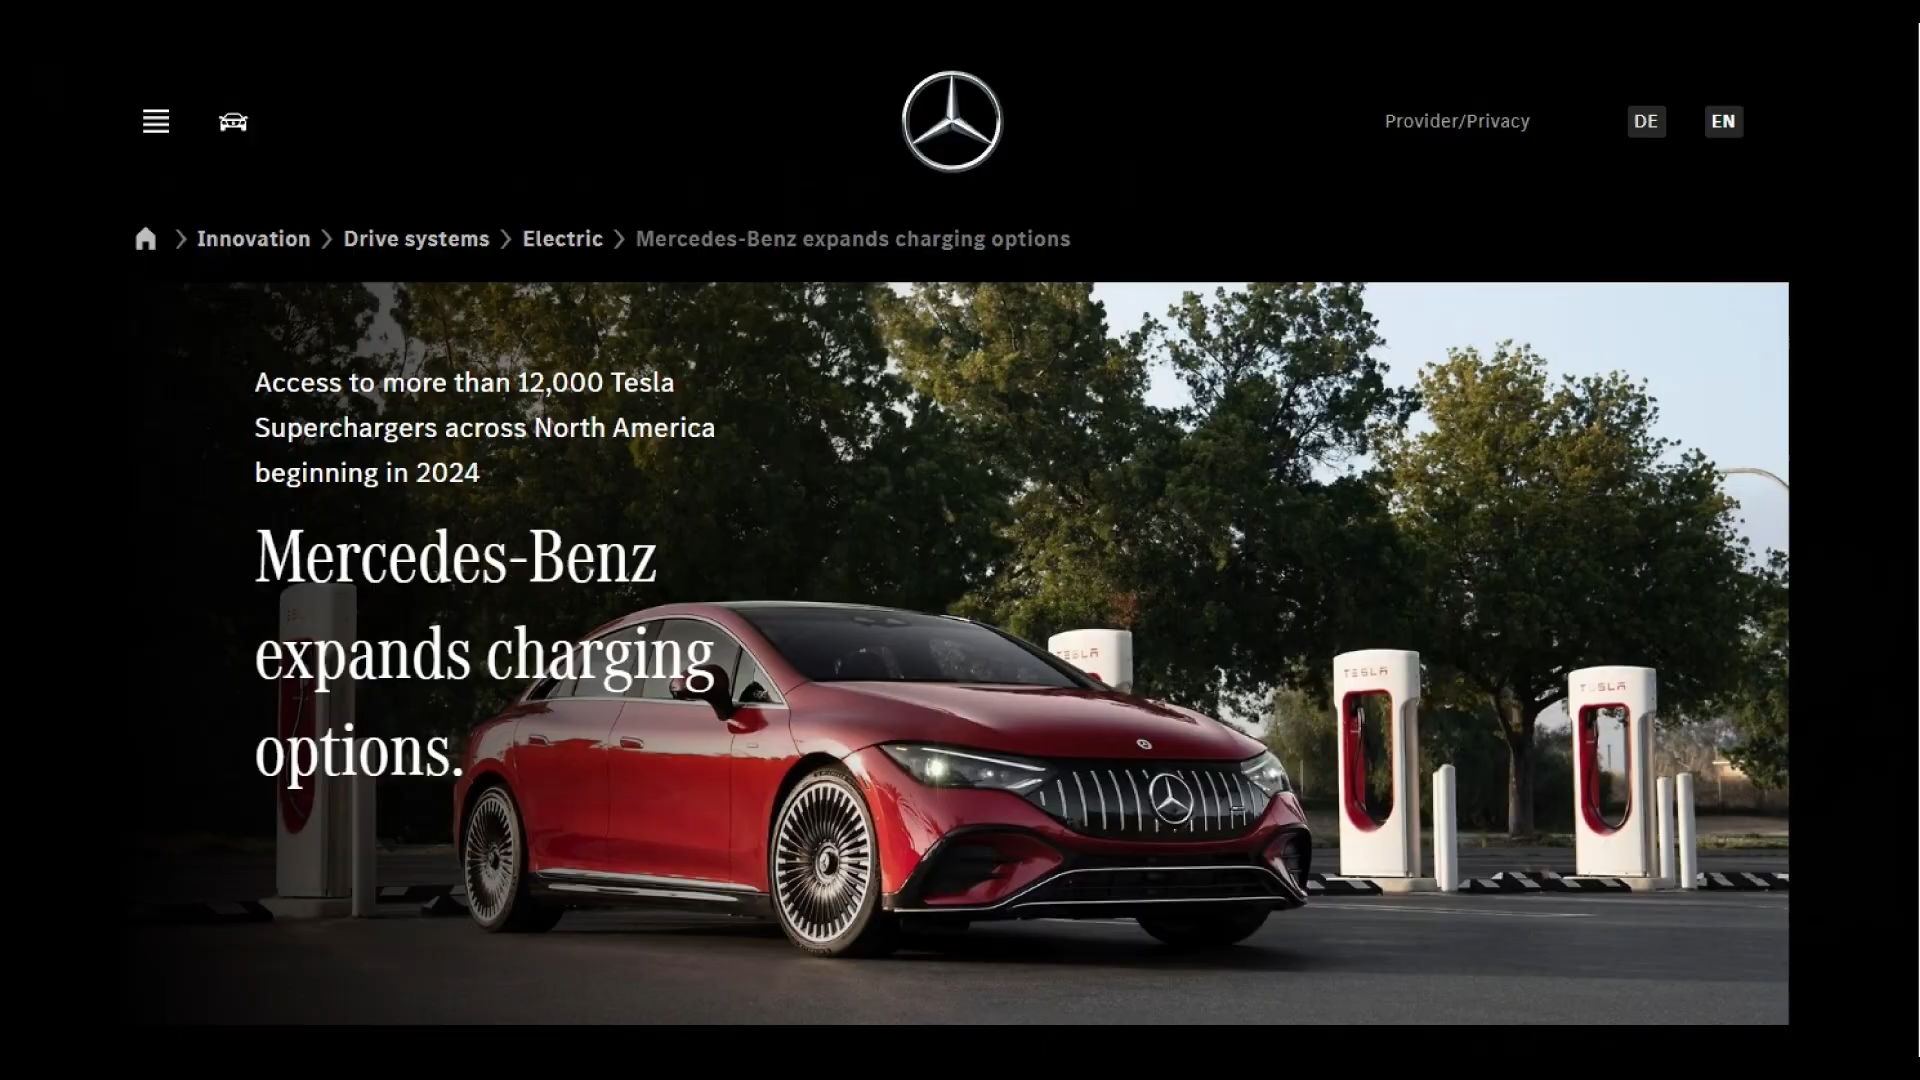 Provider/Privacy
DE
EN
Innovation
Drive systems
Electric
Mercedes-Benz expands charging options
Access to more than 12,000 Tesla
Superchargers across North America
beginning in 2024
Mercedes-Benz
expands charging
options.
TESLA
TESLA
TESLA